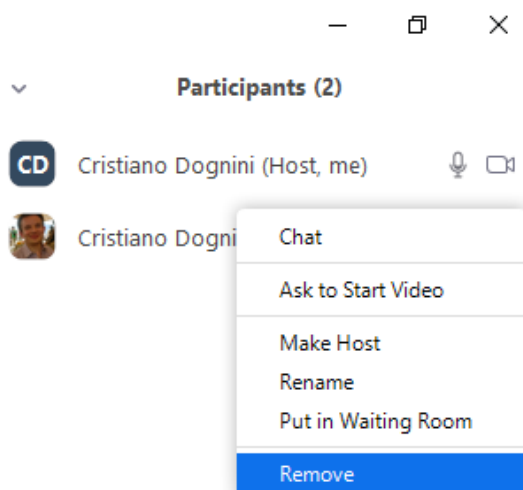 Participants (2)
CD Cristiano Dognini (Host, me)
Cristiano Dogni
Chat
Ask to Start Video
Make Host
Rename
Put in Waiting Room
Remove